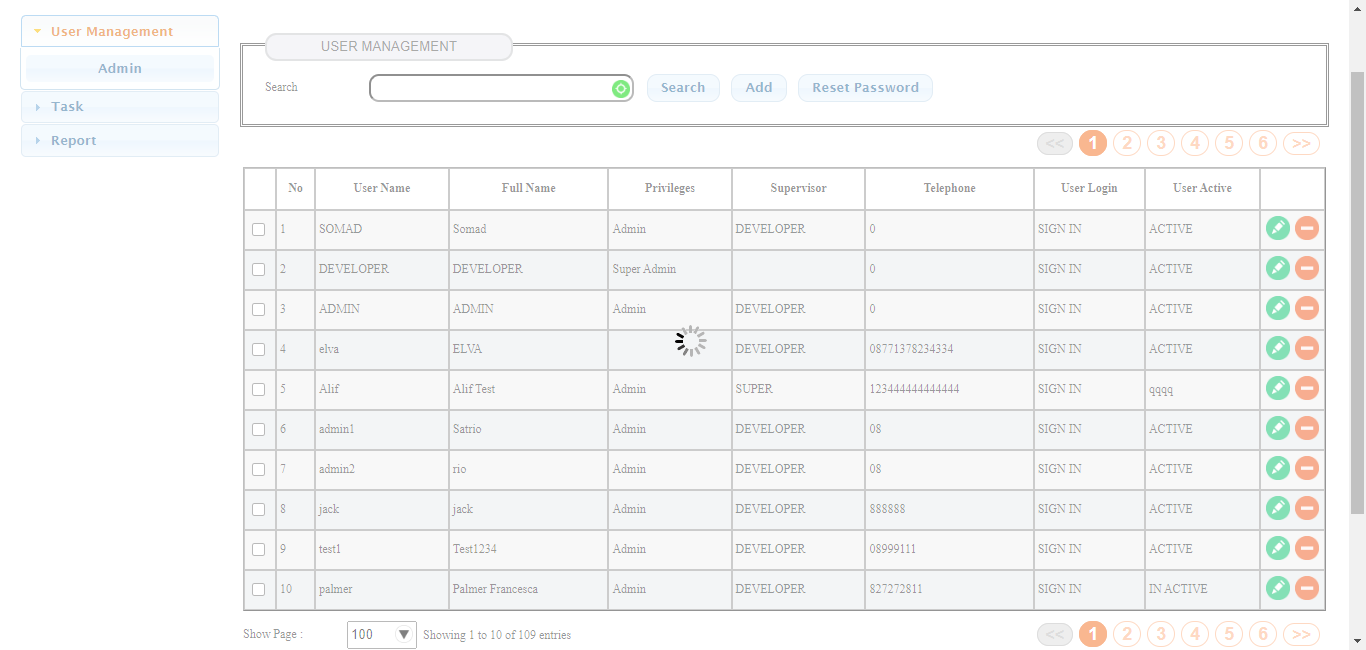 User Management
Admin
Task
Report
USER MANAGEMENT
Search Search Add Reset Password
<< 1 2 3 4 5 6 >>
No User Name Full Name Privileges Supervisor Telephone User Login User Active
1 SOMAD Somad Admin DEVELOPER 0 SIGN IN ACTIVE
2 DEVELOPER DEVELOPER Super Admin 0 SIGN IN ACTIVE
3 ADMIN ADMIN Admin DEVELOPER 0 SIGN IN ACTIVE
4 elva ELVA DEVELOPER 08771378234334 SIGN IN ACTIVE
5 Alif Alif Test Admin SUPER 123444444444444 SIGN IN qqqq
6 admin1 Satrio Admin DEVELOPER 08 SIGN IN ACTIVE
7 admin2 rio Admin DEVELOPER 08 SIGN IN ACTIVE
8 jack jack Admin DEVELOPER 888888 SIGN IN ACTIVE
9 test1 Test1234 Admin DEVELOPER 08999111 SIGN IN ACTIVE
10 palmer Palmer Francesca Admin DEVELOPER 827272811 SIGN IN IN ACTIVE
Show Page : 100 Showing 1 to 10 of 109 entries << 1 2 3 4 5 6 >>